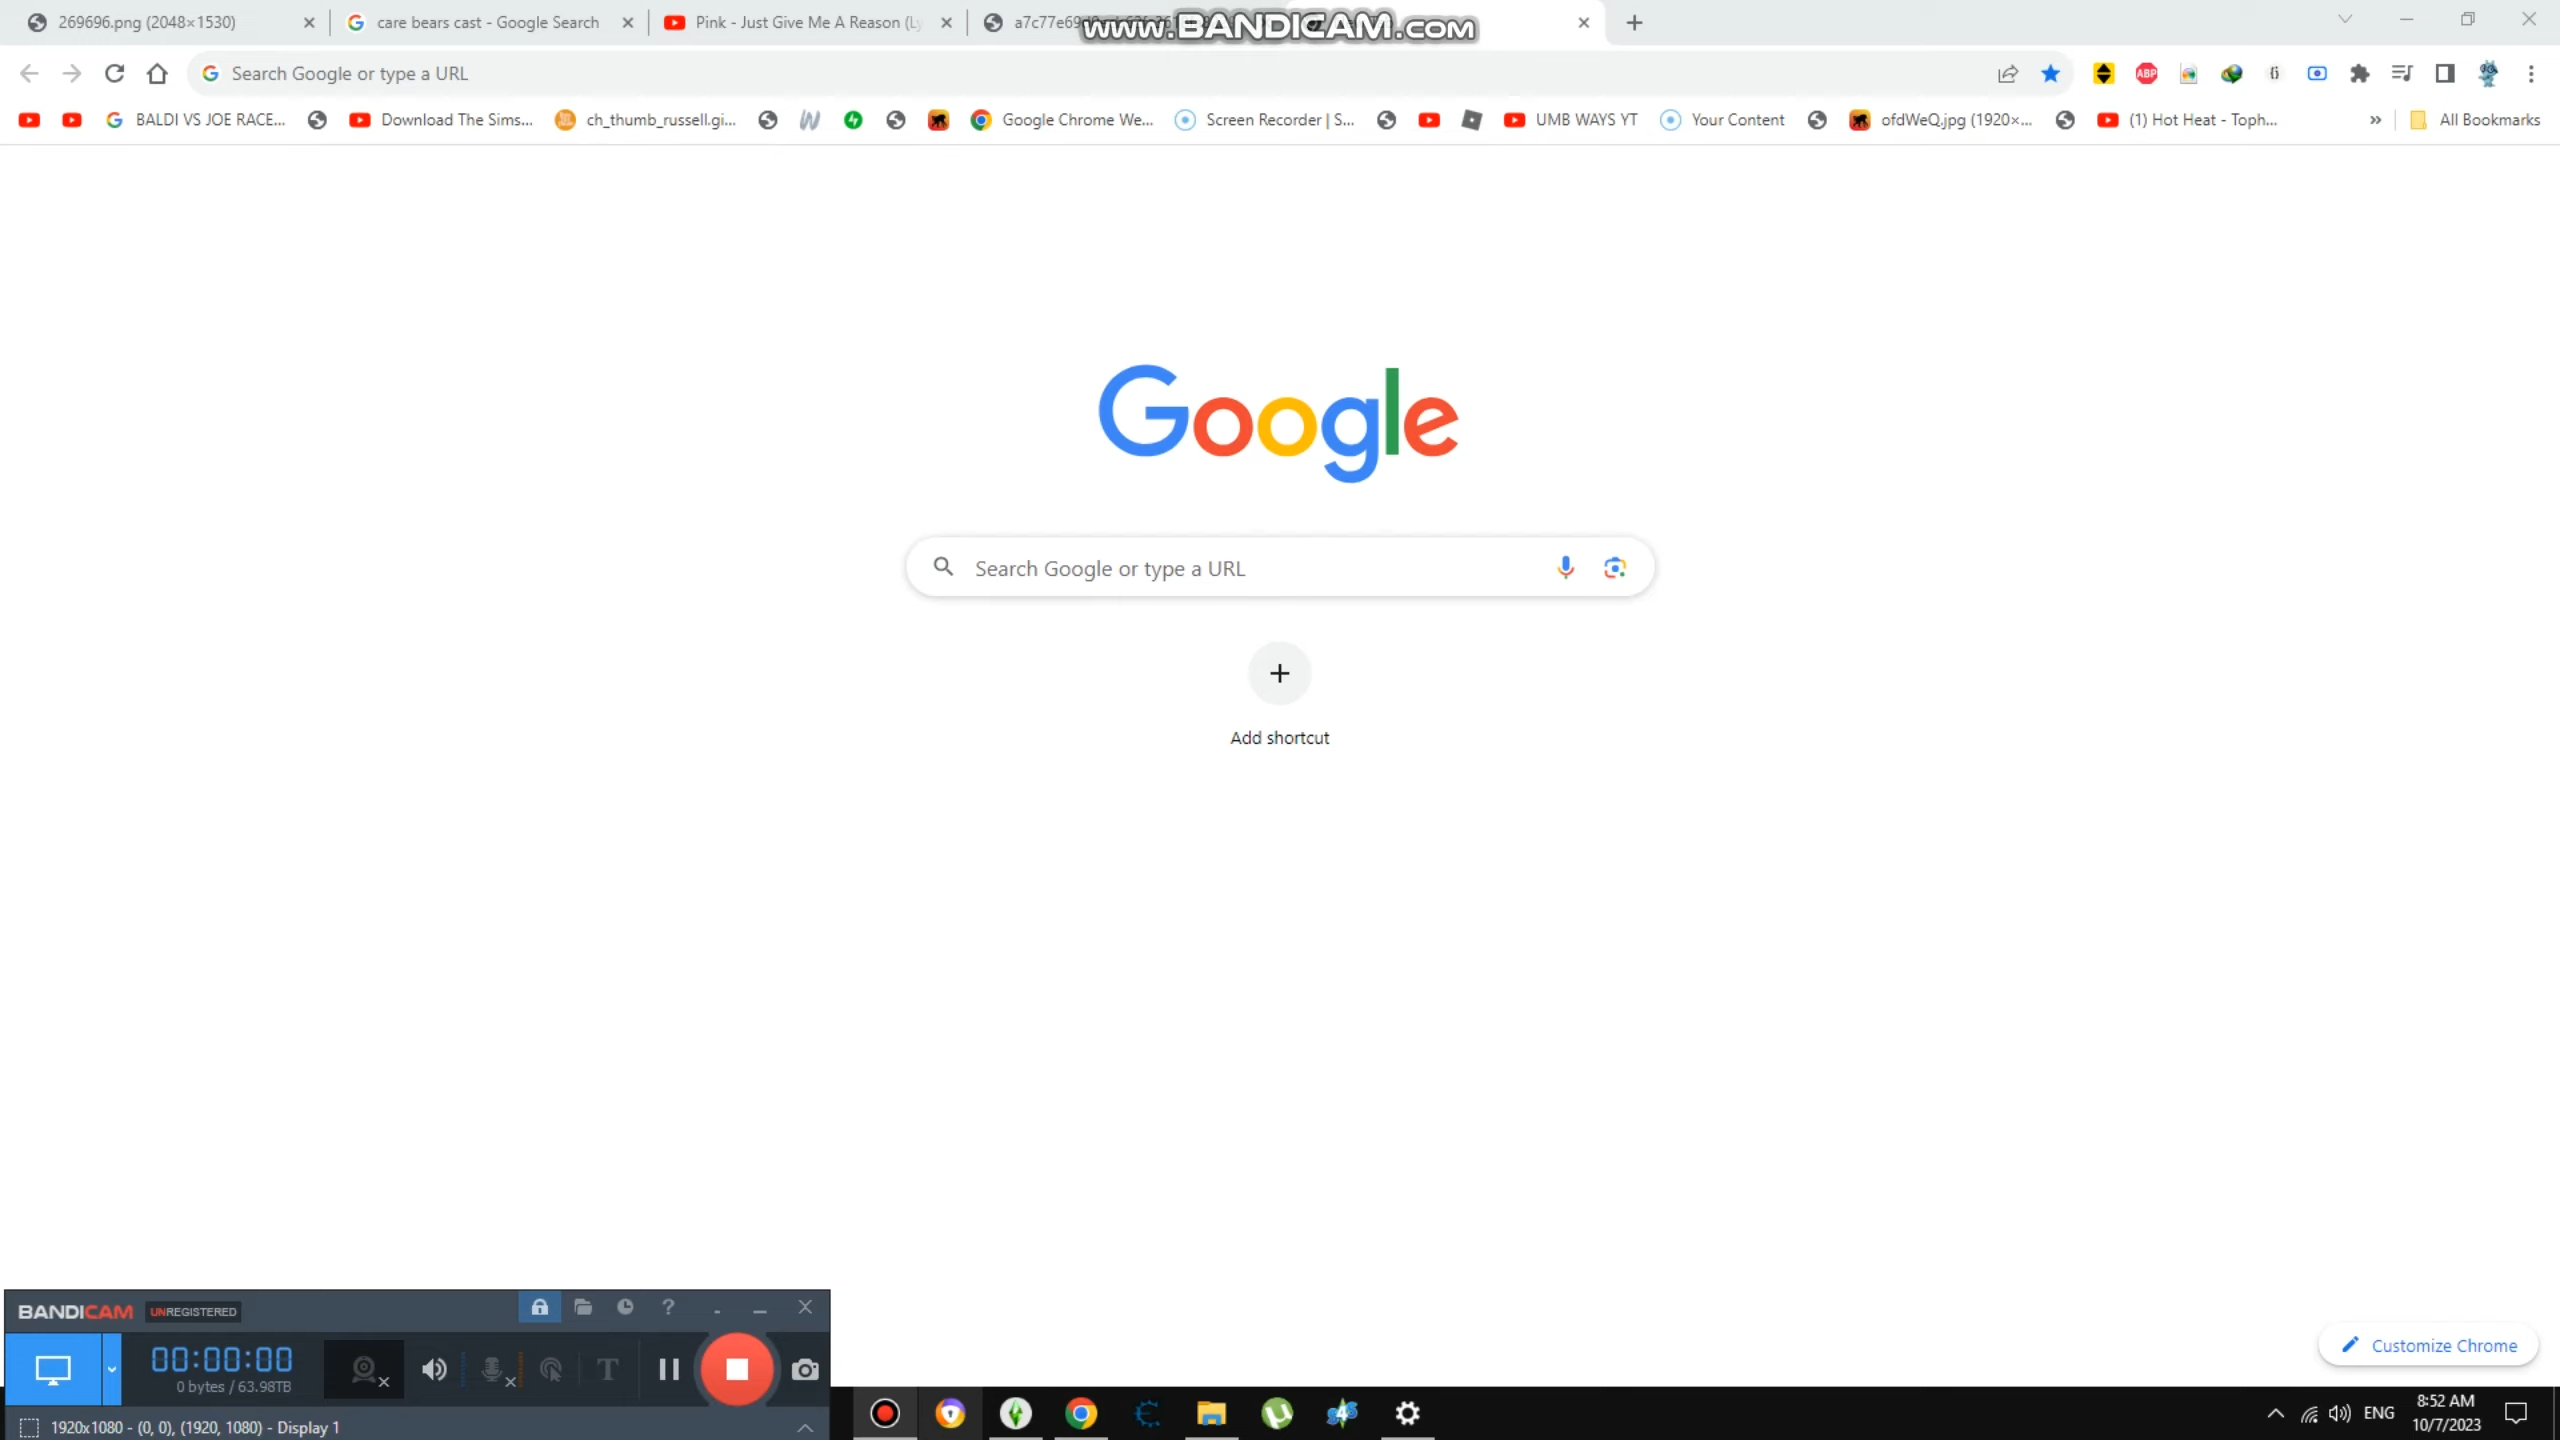 269696.png (2048×1530)
care bears cast - Google Search
Pink - Just Give Me A Reason (Ly
www.BANDICAM.com
Search Google or type a URL
BALDI VS JOE RACE...
Download The Sims...
ch_thumb_russell.gi...
Google Chrome We...
Screen Recorder | S...
UMB WAYS YT
Your Content
ofdWeQ.jpg (1920×...
(1) Hot Heat - Toph...
All Bookmarks
Google
Search Google or type a URL
Add shortcut
Customize Chrome
BANDICAM UNREGISTERED
00:00:00
0 bytes / 63.98TB
1920x1080 - (0, 0), (1920, 1080) - Display 1
ENG
8:52 AM
10/7/2023